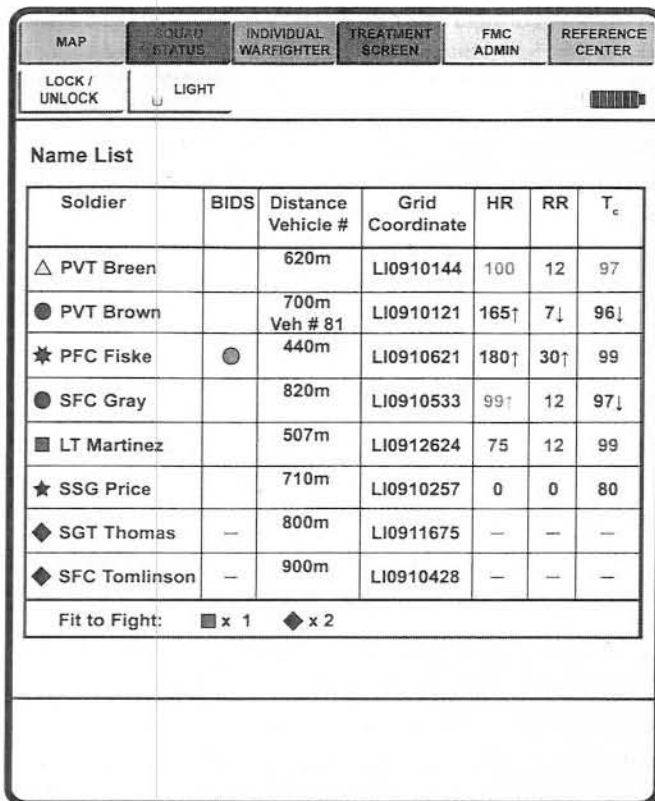 MAP SQUAD STATUS INDIVIDUAL WARFIGHTER TREATMENT SCREEN FMC ADMIN REFERENCE CENTER
LOCK / UNLOCK LIGHT
Name List
Soldier BIDS Distance Vehicle # Grid Coordinate HR RR Tc
PVT Breen 620m LI0910144 100 12 97
PVT Brown 700m Veh # 81 LI0910121 165↑ 7↓ 96↓
PFC Fiske 440m LI0910621 180↑ 30↑ 99
SFC Gray 820m LI0910533 99↑ 12 97↓
LT Martinez 507m LI0912624 75 12 99
SSG Price 710m LI0910257 0 0 80
SGT Thomas — 800m LI0911675 — — —
SFC Tomlinson — 900m LI0910428 — — —
Fit to Fight: x 1 x 2